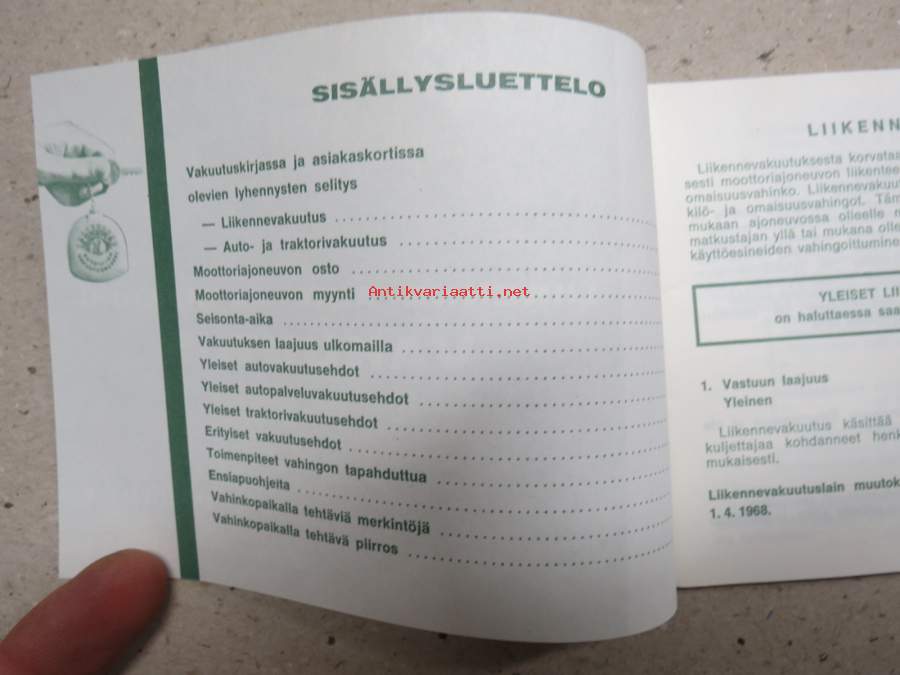 SISÄLLYSLUETTELO
Vakuutuskirjassa ja asiakaskortissa
olevien lyhennysten selitys
— Liikennevakuutus
— Auto- ja traktorivakuutus
Moottoriajoneuvon osto
Moottoriajoneuvon myynti
Seisonta-aika
Vakuutuksen laajuus ulkomailla
Yleiset autovakuutusehdot
Yleiset autopalveluvakuutusehdot
Yleiset traktorivakuutusehdot
Erityiset vakuutusehdot
Toimenpiteet vahingon tapahduttua
Ensiapuohjeita
Vahinkopaikalla tehtäviä merkintöjä
Vahinkopaikalla tehtävä piirros
Antikvariaatti.net
LIIKENN
Liikennevakuutuksesta korvataa
sesti moottoriajoneuvon liikentee
omaisuusvahinko. Liikennevakuu
kilö- ja omaisuusvahingot. Täm
mukaan ajoneuvossa olleelle m
matkustajan yllä tai mukana olle
käyttöesineiden vahingoittumine
YLEISET LII
on haluttaessa saa
1. Vastuun laajuus
Yleinen
Liikennevakuutus käsittää
kuljettajaa kohdanneet henk
mukaisesti.
Liikennevakuutuslain muutok
1. 4. 1968.